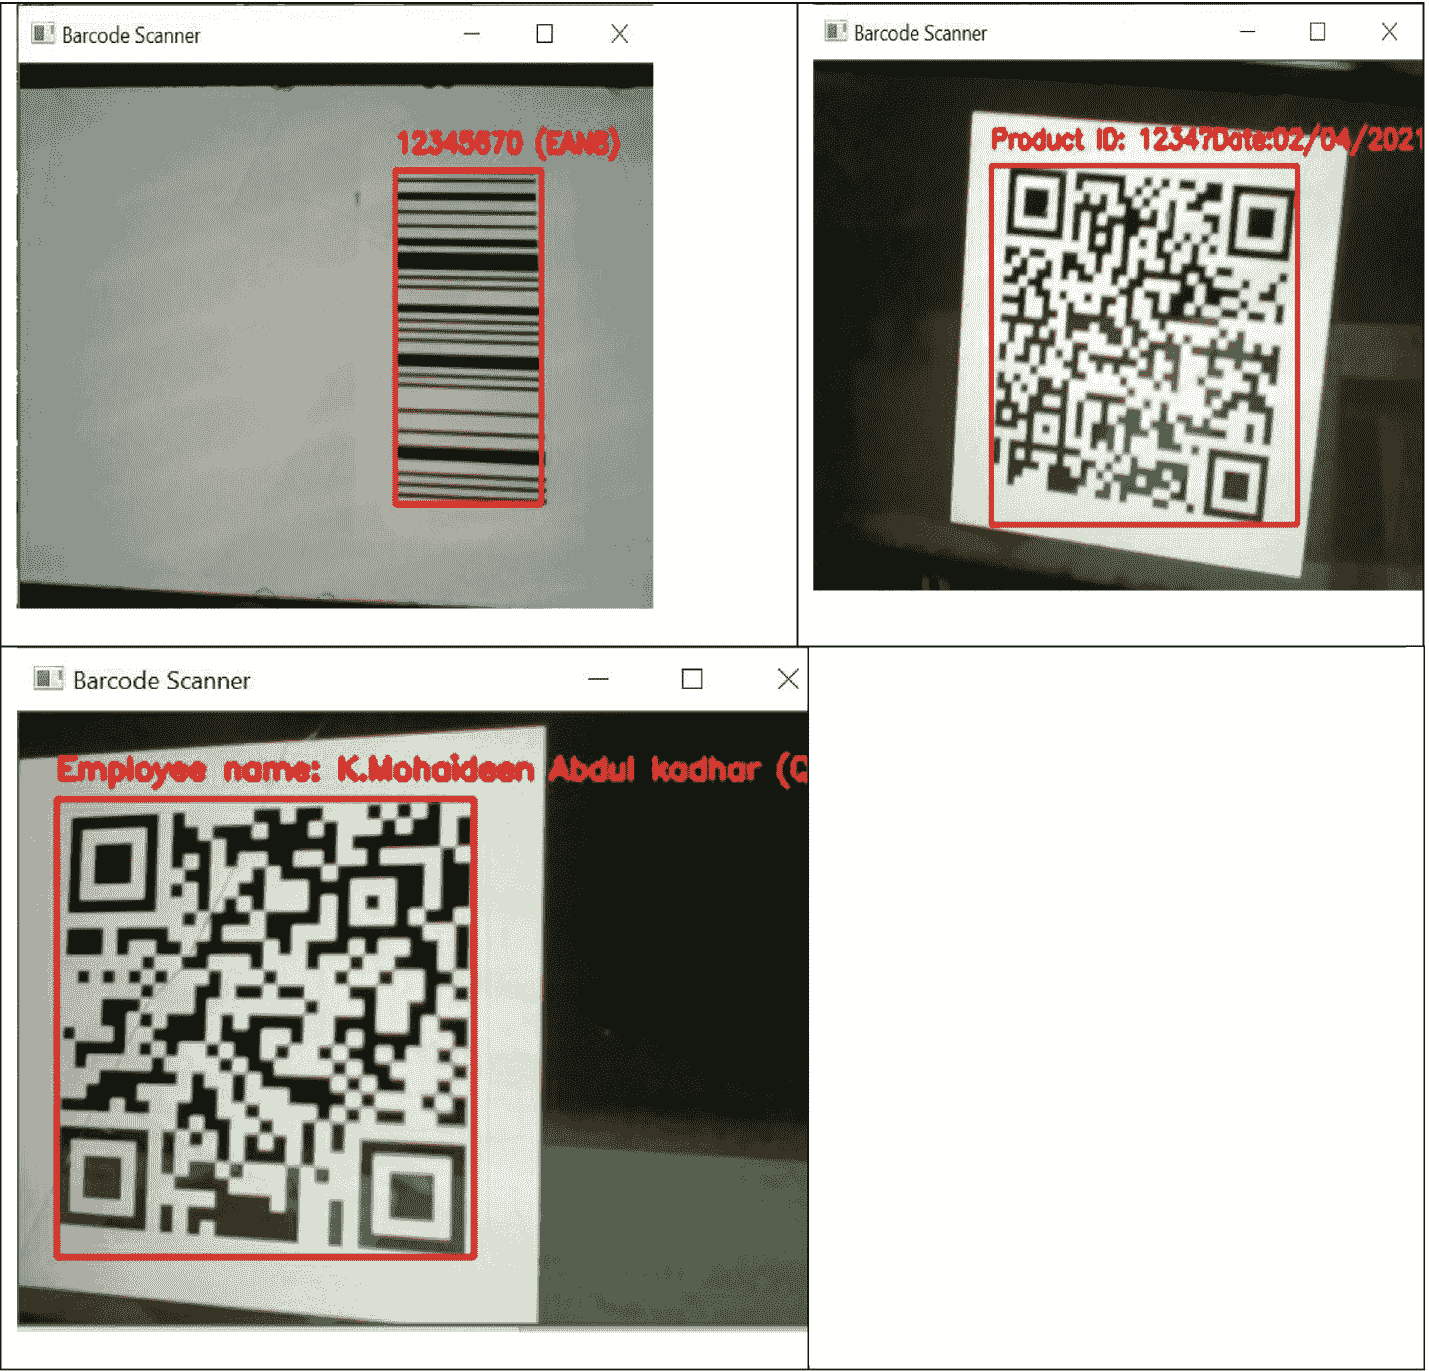 Barcode Scanner
12345670 (EAN8)
Barcode Scanner
Product ID: 12347Date:02/04/2021
Barcode Scanner
Employee name: K.Mohaideen Abdul kadhar (Q